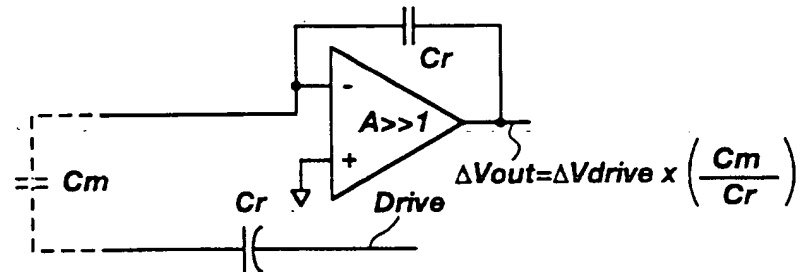 Cr
-
A>>1
+
Cm
ΔVout=ΔVdrive x (Cm/Cr)
Cr
Drive